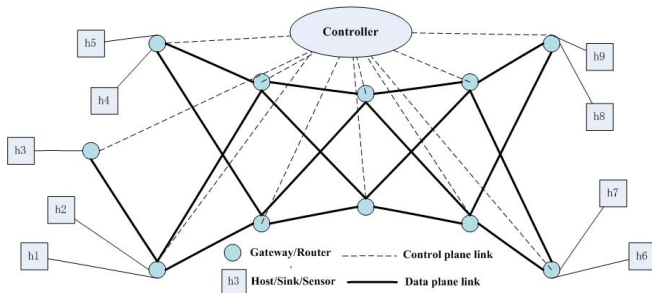 Controller
h5
h9
h4
h8
h3
h7
h2
h1
h6
Gateway/Router
Control plane link
h3
Host/Sink/Sensor
Data plane link